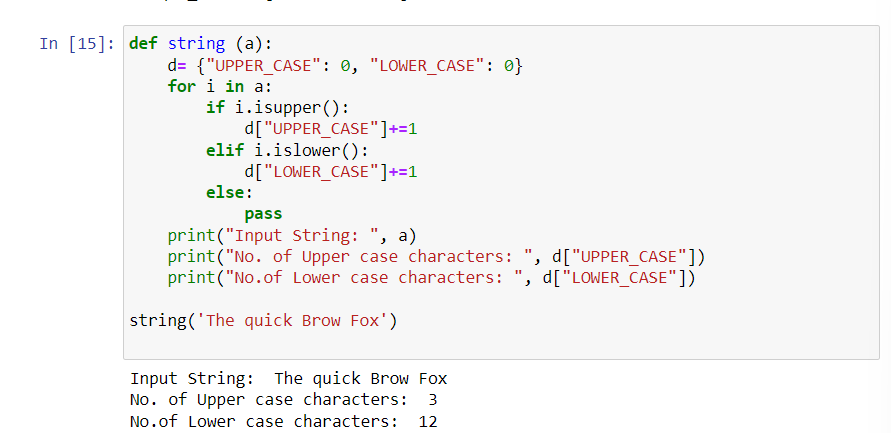 In [15]: def string (a):
    d= {"UPPER_CASE": 0, "LOWER_CASE": 0}
    for i in a:
        if i.isupper():
            d["UPPER_CASE"]+=1
        elif i.islower():
            d["LOWER_CASE"]+=1
        else:
            pass
    print("Input String: ", a)
    print("No. of Upper case characters: ", d["UPPER_CASE"])
    print("No.of Lower case characters: ", d["LOWER_CASE"])
string('The quick Brow Fox')
Input String:  The quick Brow Fox
No. of Upper case characters:  3
No.of Lower case characters:  12